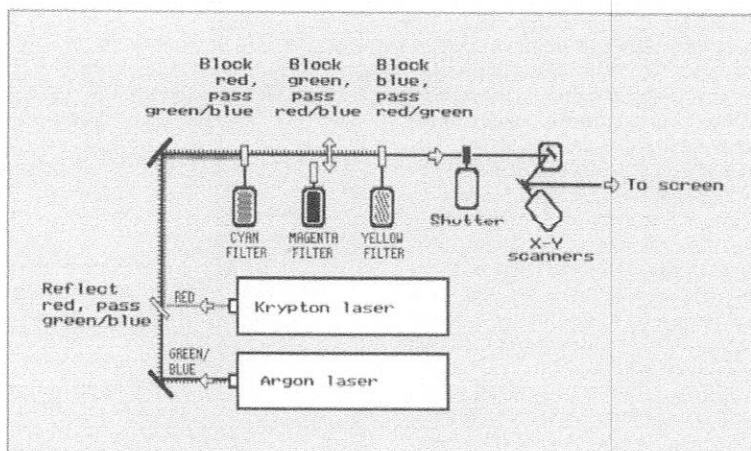 Block
red,
pass
green/blue
Block
green,
pass
red/blue
Block
blue,
pass
red/green
To screen
Shutter
X-Y
scanners
CYAN
FILTER
MAGENTA
FILTER
YELLOW
FILTER
Reflect
red, pass
green/blue
RED
Krypton laser
GREEN/
BLUE
Argon laser